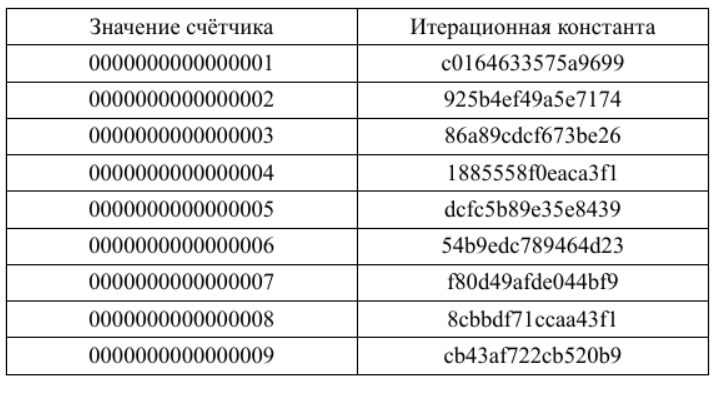 Значение счётчика Итерационная константа
0000000000000001 c0164633575a9699
0000000000000002 925b4ef49a5e7174
0000000000000003 86a89cdcf673be26
0000000000000004 1885558f0eaca3f1
0000000000000005 dcfc5b89e35e8439
0000000000000006 54b9edc789464d23
0000000000000007 f80d49afde044bf9
0000000000000008 8cbbdf71ccaa43f1
0000000000000009 cb43af722cb520b9